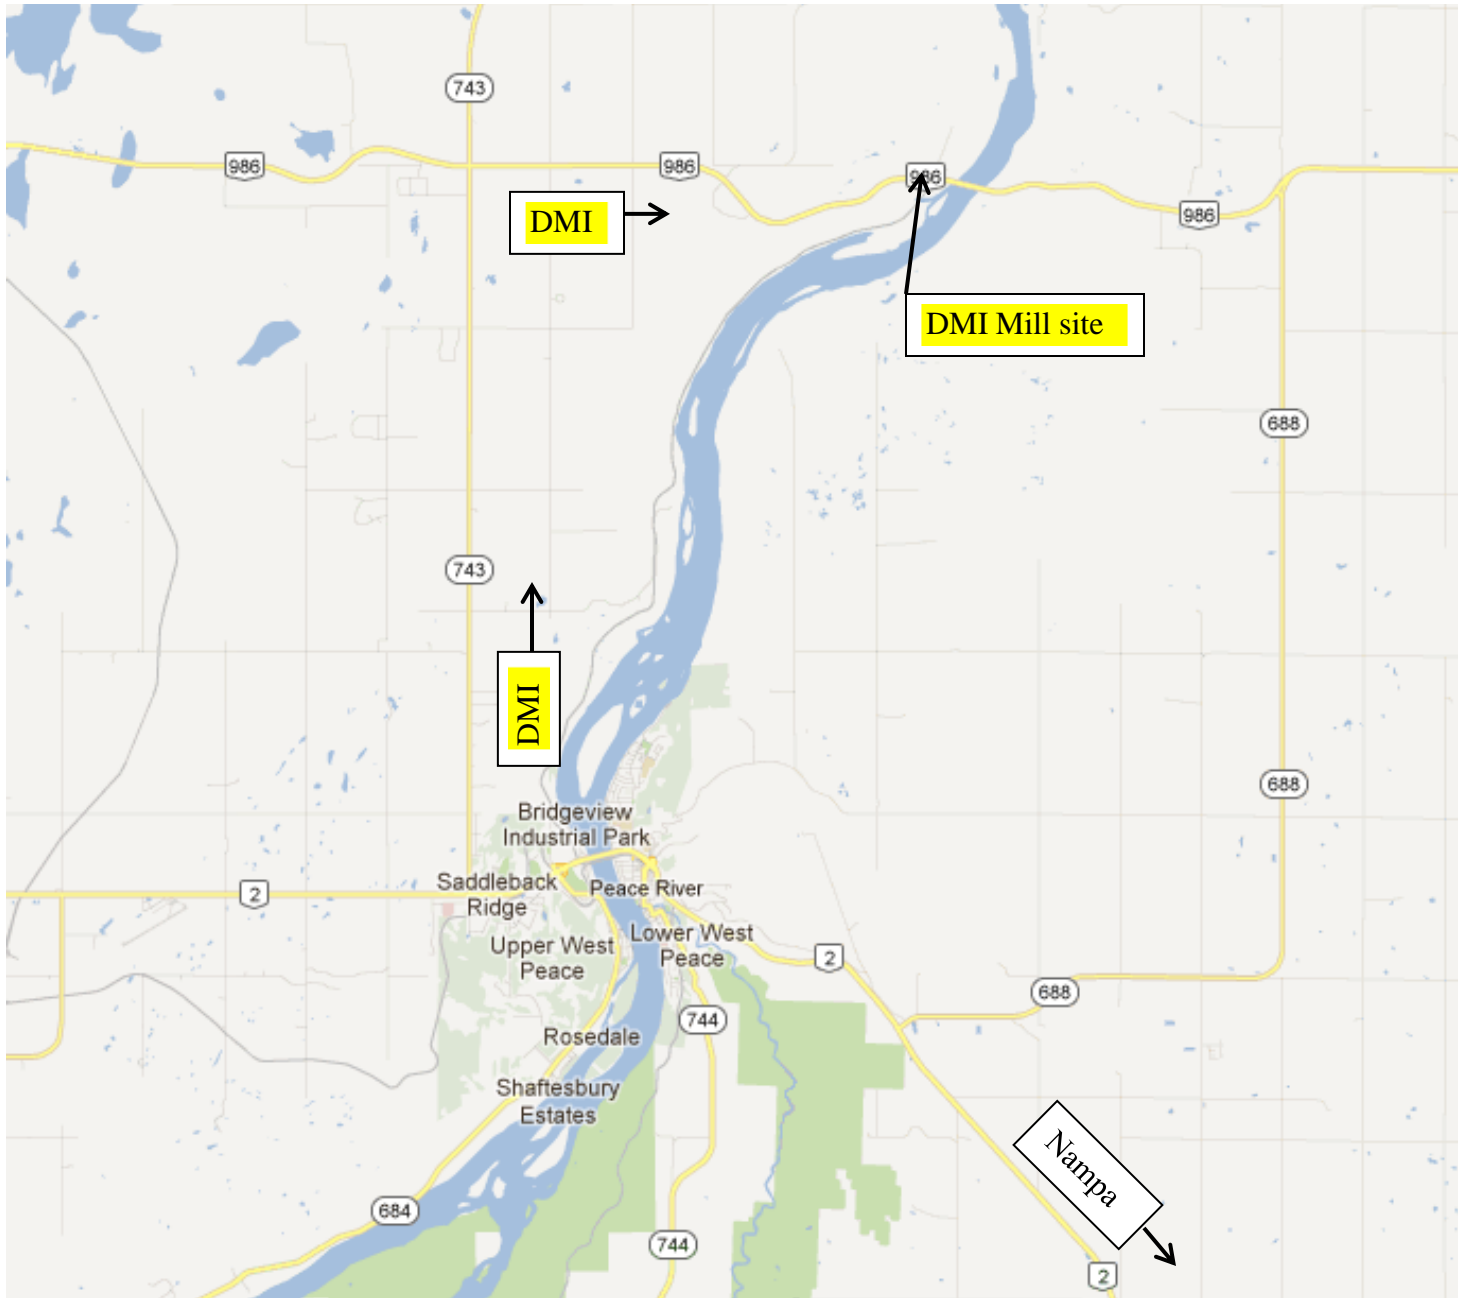 743
986
986
986
986
DMI
DMI Mill site
688
743
DMI
688
Bridgeview
Industrial Park
Saddleback
Ridge
2
Peace River
Upper West
Peace
Lower West
Peace
2
688
744
Rosedale
Shaftesbury
Estates
Nampa
684
744
2